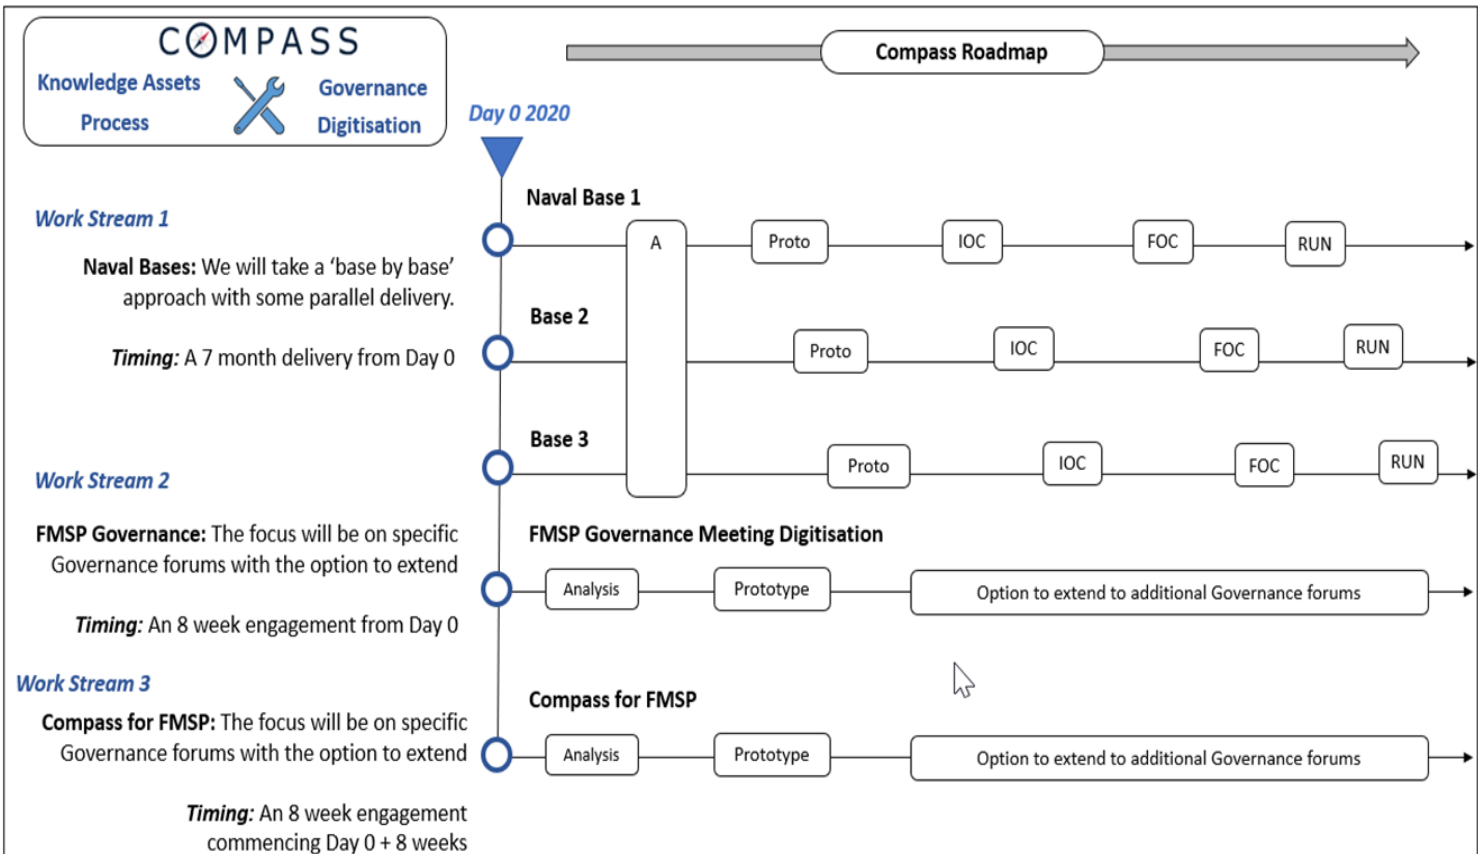 COMPASS
Knowledge Assets
Governance
Process
Digitisation
Compass Roadmap
Day 0 2020
Work Stream 1
Naval Bases: We will take a ‘base by base’
approach with some parallel delivery.
Timing: A 7 month delivery from Day 0
Naval Base 1
A
Proto
IOC
FOC
RUN
Base 2
Proto
IOC
FOC
RUN
Base 3
Proto
IOC
FOC
RUN
Work Stream 2
FMSP Governance: The focus will be on specific
Governance forums with the option to extend
Timing: An 8 week engagement from Day 0
FMSP Governance Meeting Digitisation
Analysis
Prototype
Option to extend to additional Governance forums
Work Stream 3
Compass for FMSP: The focus will be on specific
Governance forums with the option to extend
Timing: An 8 week engagement
commencing Day 0 + 8 weeks
Compass for FMSP
Analysis
Prototype
Option to extend to additional Governance forums